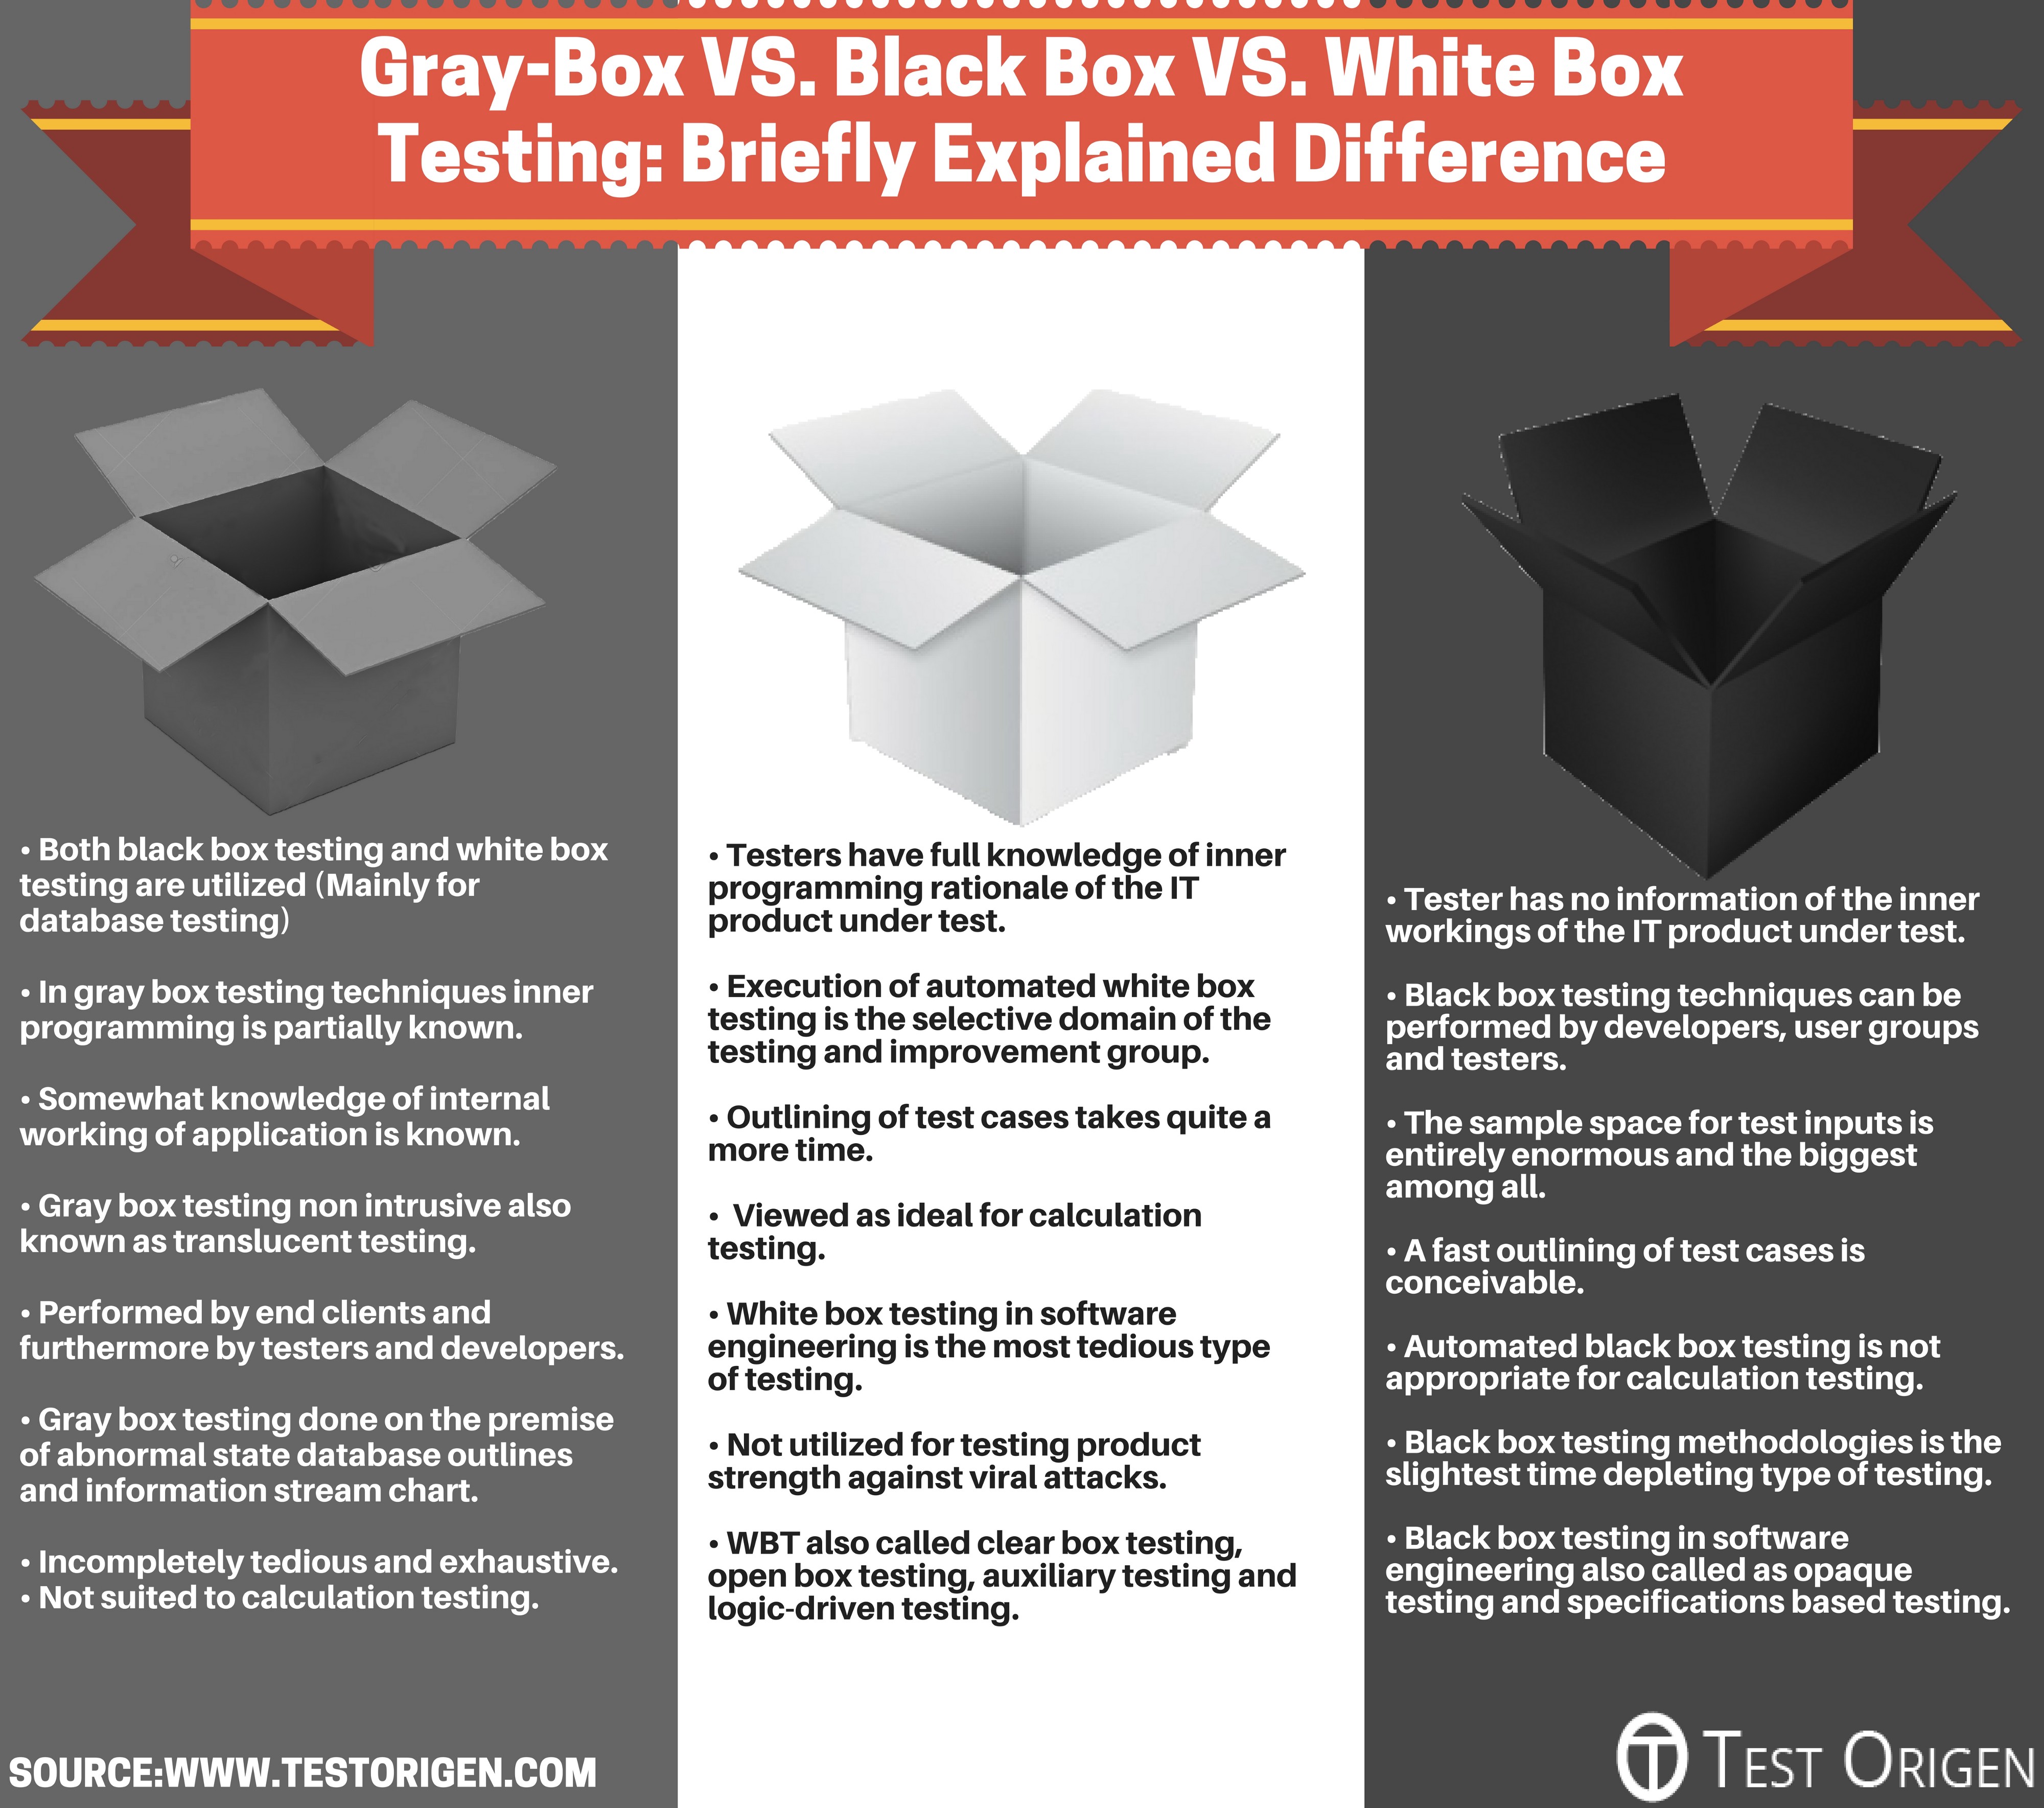 Gray-Box VS. Black Box VS. White Box
Testing: Briefly Explained Difference
• Both black box testing and white box
testing are utilized (Mainly for
database testing)
• In gray box testing techniques inner
programming is partially known.
• Somewhat knowledge of internal
working of application is known.
• Gray box testing non intrusive also
known as translucent testing.
• Performed by end clients and
furthermore by testers and developers.
• Gray box testing done on the premise
of abnormal state database outlines
and information stream chart.
• Incompletely tedious and exhaustive.
• Not suited to calculation testing.
• Testers have full knowledge of inner
programming rationale of the IT
product under test.
• Execution of automated white box
testing is the selective domain of the
testing and improvement group.
• Outlining of test cases takes quite a
more time.
• Viewed as ideal for calculation
testing.
• White box testing in software
engineering is the most tedious type
of testing.
• Not utilized for testing product
strength against viral attacks.
• WBT also called clear box testing,
open box testing, auxiliary testing and
logic-driven testing.
• Tester has no information of the inner
workings of the IT product under test.
• Black box testing techniques can be
performed by developers, user groups
and testers.
• The sample space for test inputs is
entirely enormous and the biggest
among all.
• A fast outlining of test cases is
conceivable.
• Automated black box testing is not
appropriate for calculation testing.
• Black box testing methodologies is the
slightest time depleting type of testing.
• Black box testing in software
engineering also called as opaque
testing and specifications based testing.
SOURCE:WWW.TESTORIGEN.COM
TEST ORIGEN